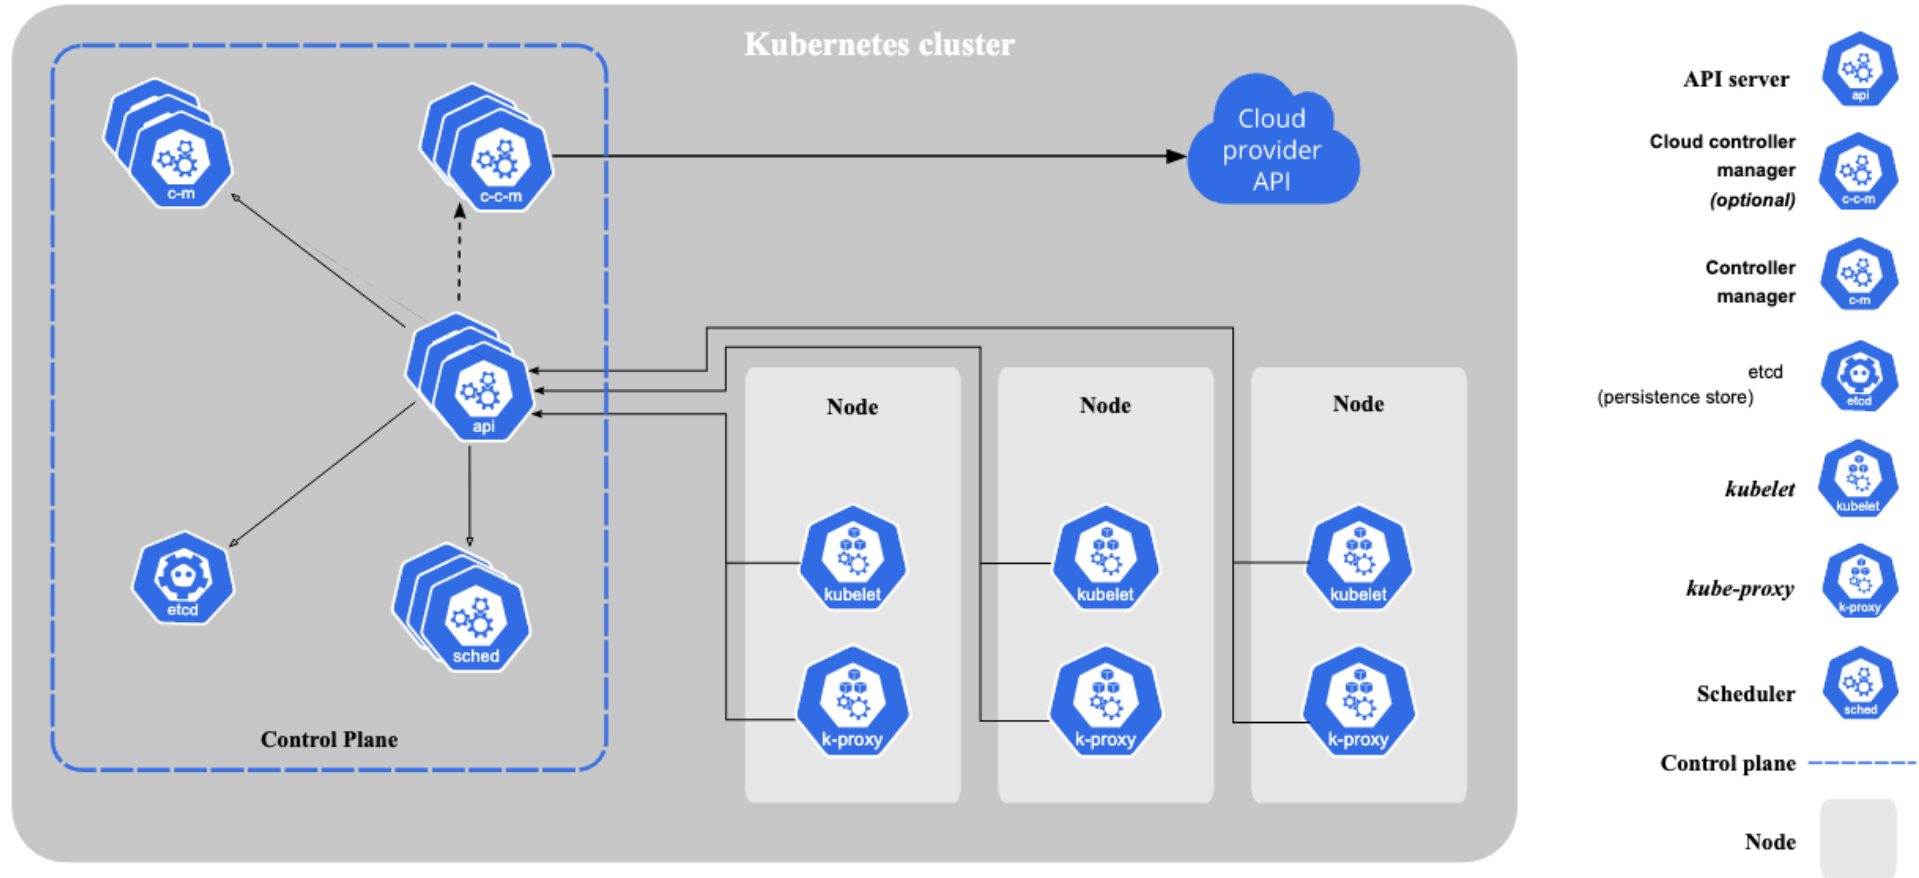 Kubernetes cluster
c-m
c-c-m
Cloud
provider
API
api
etcd
sched
Control Plane
Node
kubelet
k-proxy
Node
kubelet
k-proxy
Node
kubelet
k-proxy
API server
api
Cloud controller
manager
(optional)
c-c-m
Controller
manager
c-m
etcd
(persistence store)
etcd
kubelet
kubelet
kube-proxy
k-proxy
Scheduler
sched
Control plane
Node